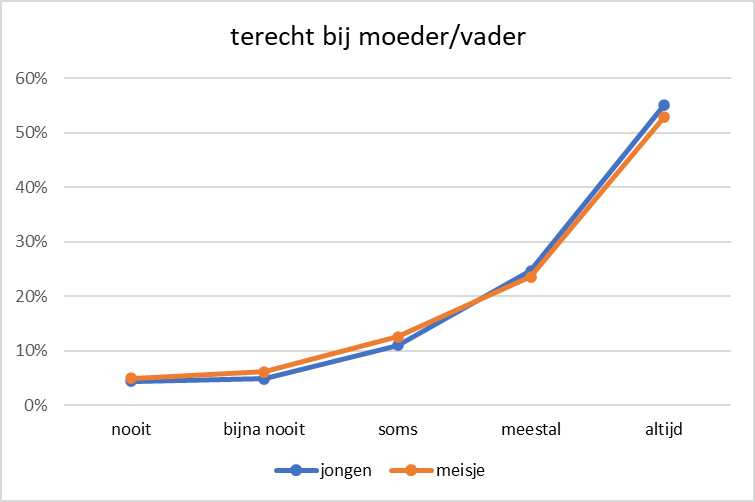 terecht bij moeder/vader
60%
50%
40%
30%
20%
10%
0%
nooit bijna nooit soms meestal altijd
jongen meisje